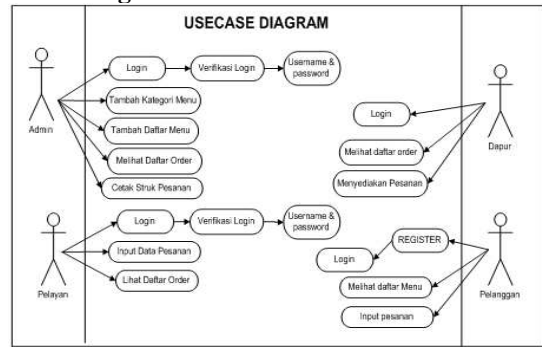 USECASE DIAGRAM
Login
Verifikasi Login
Username &
password
Tambah Kategori Menu
Tambah Daftar Menu
Melihat Daftar Order
Cetak Struk Pesanan
Admin
Login
Melihat daftar order
Menyediakan Pesanan
Dapur
Login
Verifikasi Login
Username &
password
Input Data Pesanan
Lihat Daftar Order
Pelayan
REGISTER
Login
Melihat daftar Menu
Input pesanan
Pelanggan